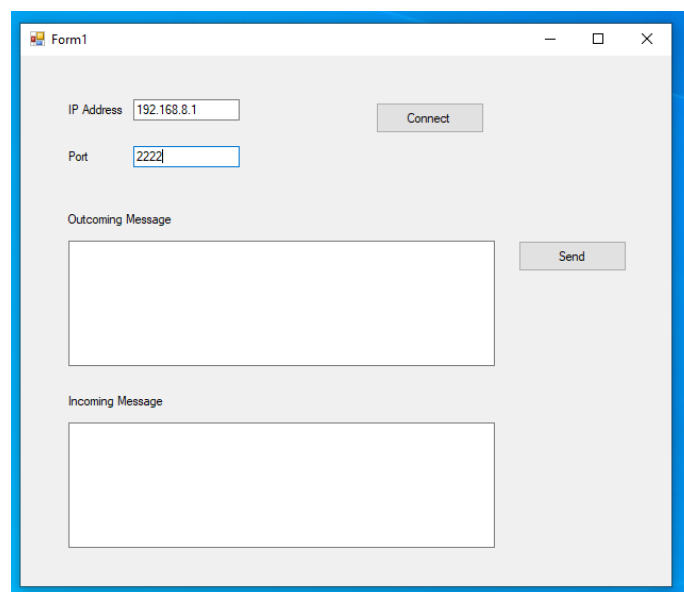 Form1
IP Address 192.168.8.1
Connect
Port 2222
Outcoming Message
Send
Incoming Message